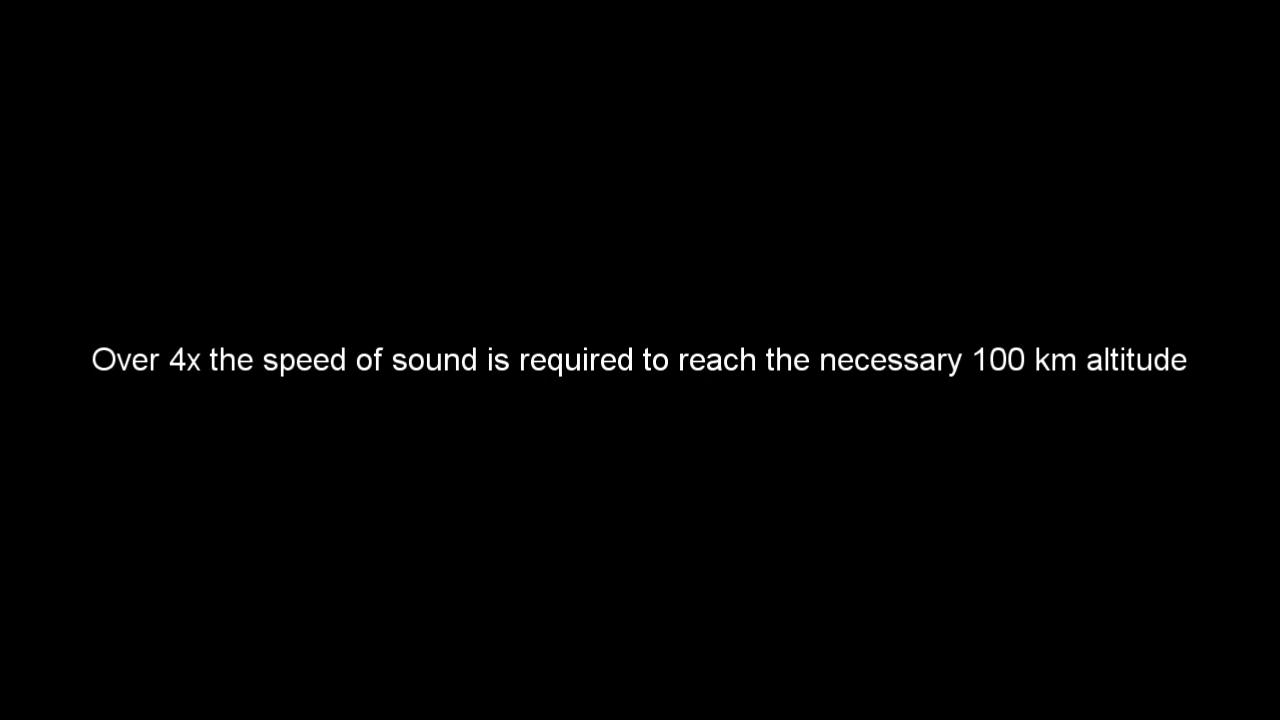 Over 4x the speed of sound is required to reach the necessary 100 km altitude